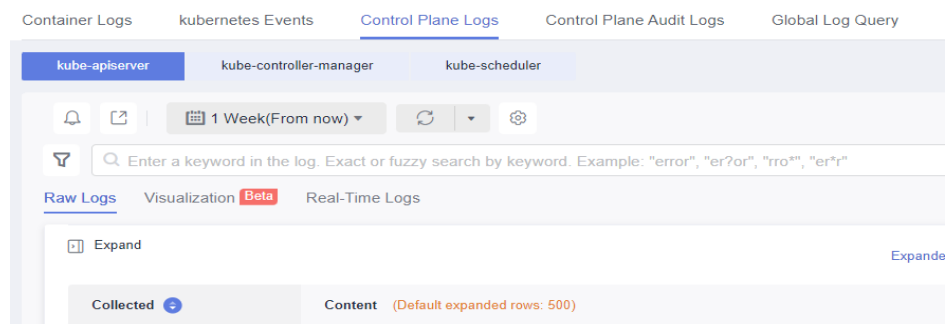 Container Logs kubernetes Events Control Plane Logs Control Plane Audit Logs Global Log Query
kube-apiserver kube-controller-manager kube-scheduler
1 Week(From now)
Enter a keyword in the log. Exact or fuzzy search by keyword. Example: "error", "er?or", "rro*", "er*r"
Raw Logs Visualization Beta Real-Time Logs
Expand
Expande
Collected Content (Default expanded rows: 500)